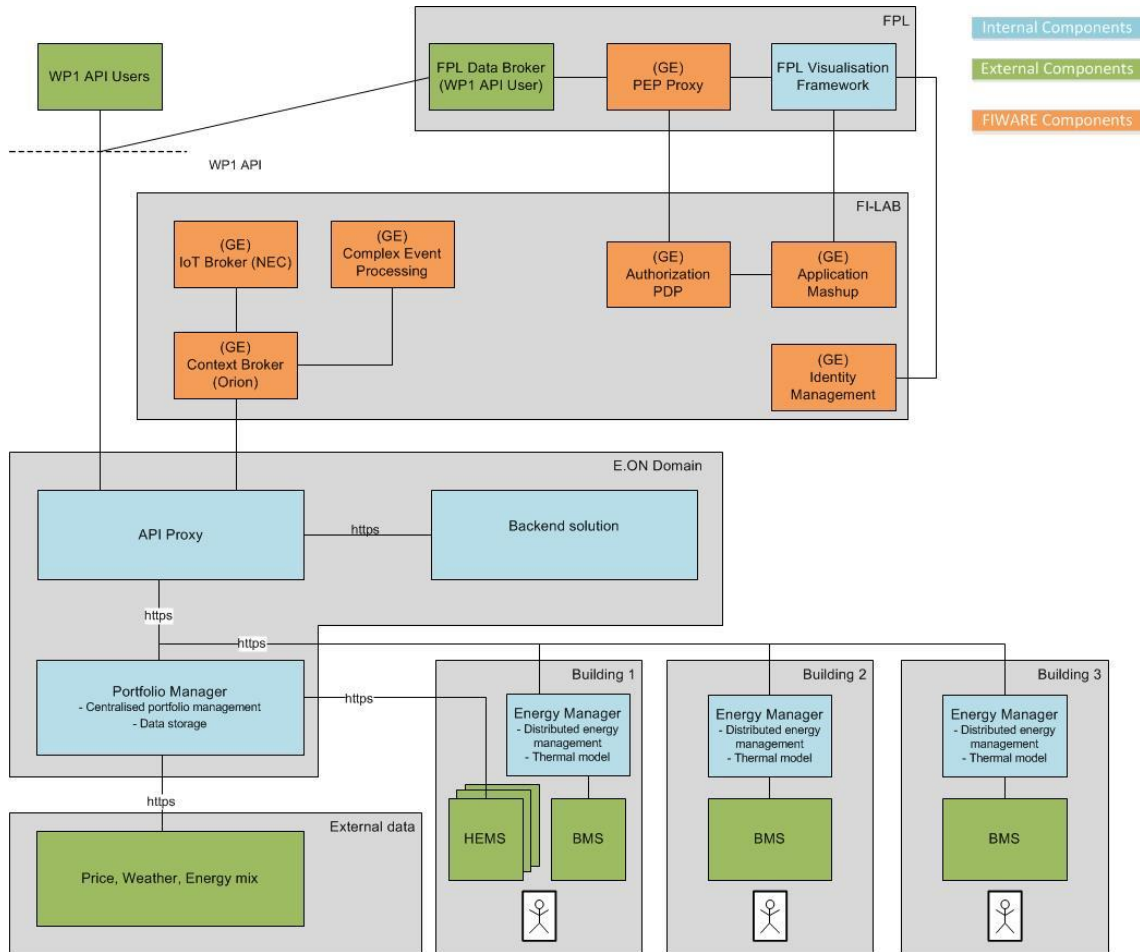 FPL
Internal Components
WP1 API Users
FPL Data Broker
(WP1 API User)
(GE)
PEP Proxy
FPL Visualisation
Framework
External Components
FIWARE Components
WP1 API
FI-LAB
(GE)
IoT Broker (NEC)
(GE)
Complex Event
Processing
(GE)
Authorization
PDP
(GE)
Application
Mashup
(GE)
Context Broker
(Orion)
(GE)
Identity
Management
E.ON Domain
API Proxy
https
Backend solution
https
https
Portfolio Manager
- Centralised portfolio management
- Data storage
https
Building 1
Energy Manager
- Distributed energy
management
- Thermal model
HEMS
BMS
Building 2
Energy Manager
- Distributed energy
management
- Thermal model
BMS
Building 3
Energy Manager
- Distributed energy
management
- Thermal model
BMS
https
External data
Price, Weather, Energy mix